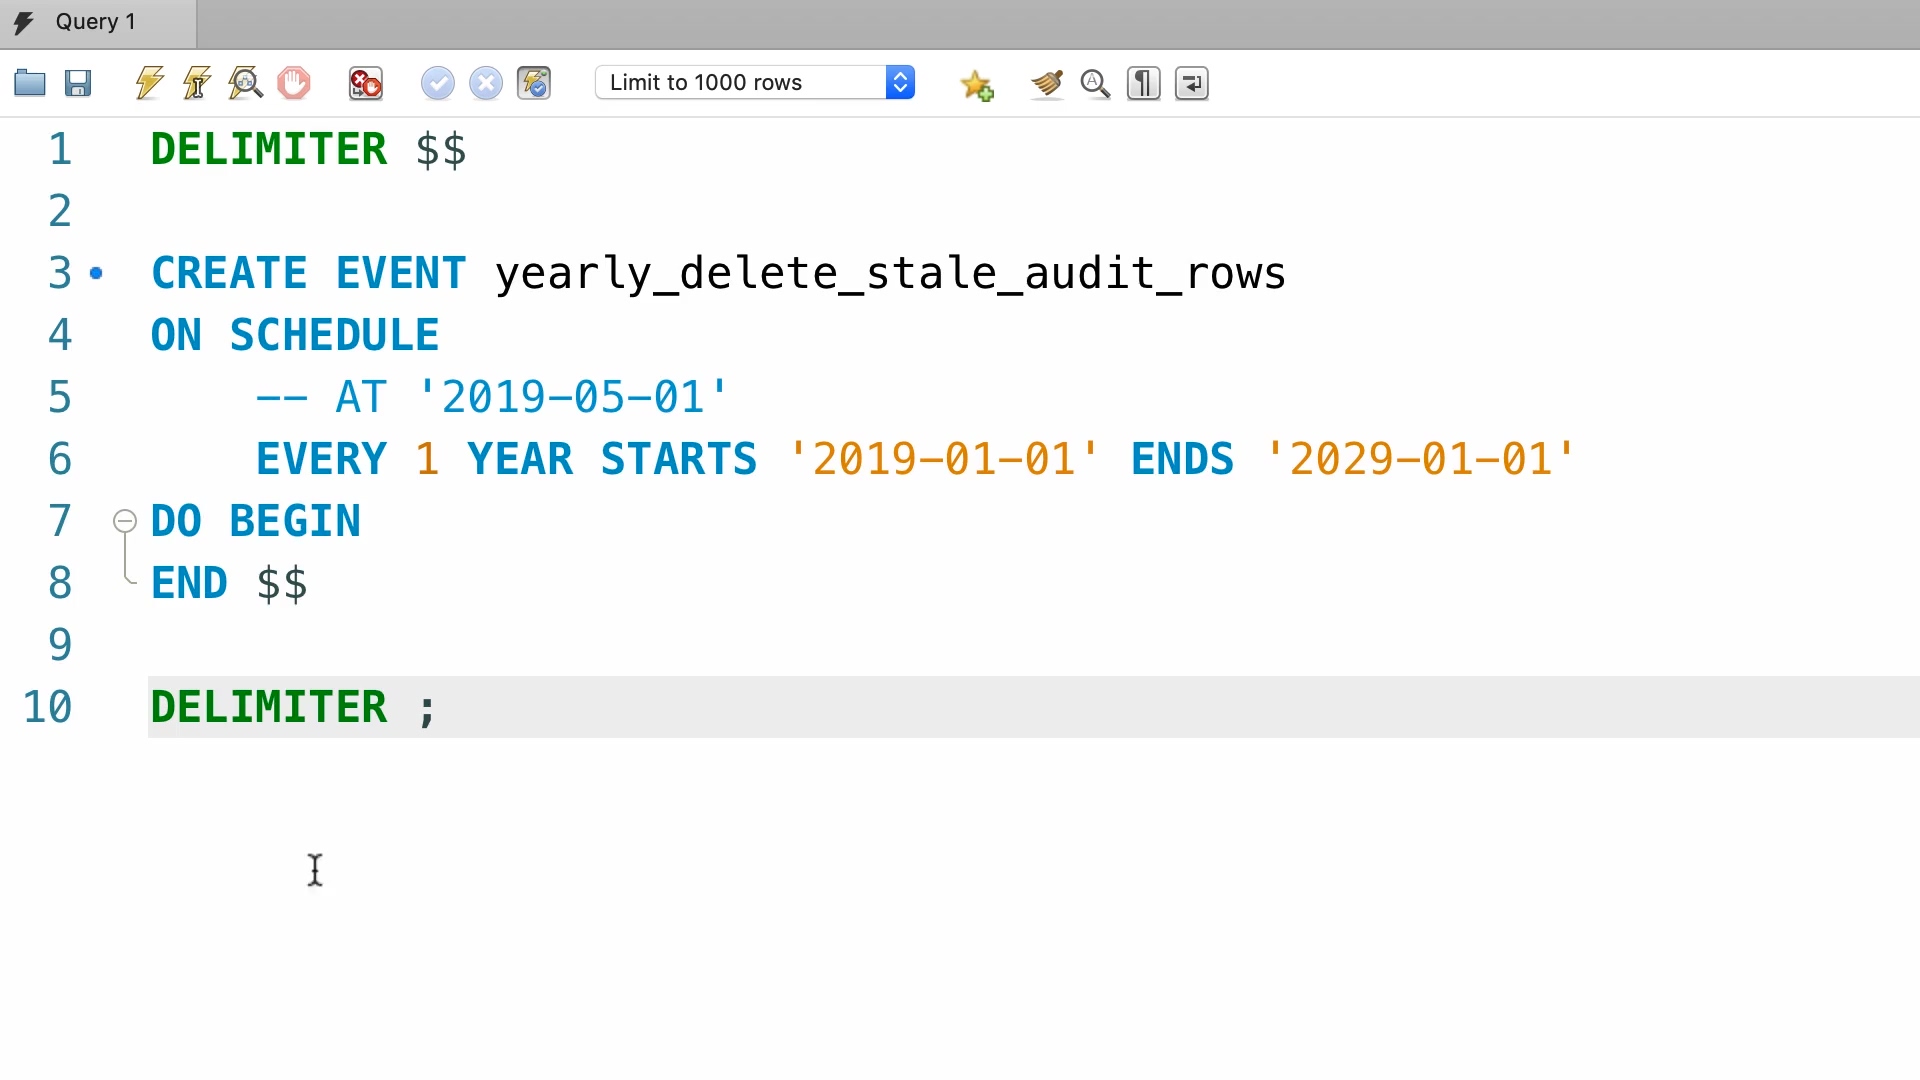 Query 1
Limit to 1000 rows
1 DELIMITER $$
2
3 CREATE EVENT yearly_delete_stale_audit_rows
4 ON SCHEDULE
5 -- AT '2019-05-01'
6 EVERY 1 YEAR STARTS '2019-01-01' ENDS '2029-01-01'
7 DO BEGIN
8 END $$
9
10 DELIMITER ;